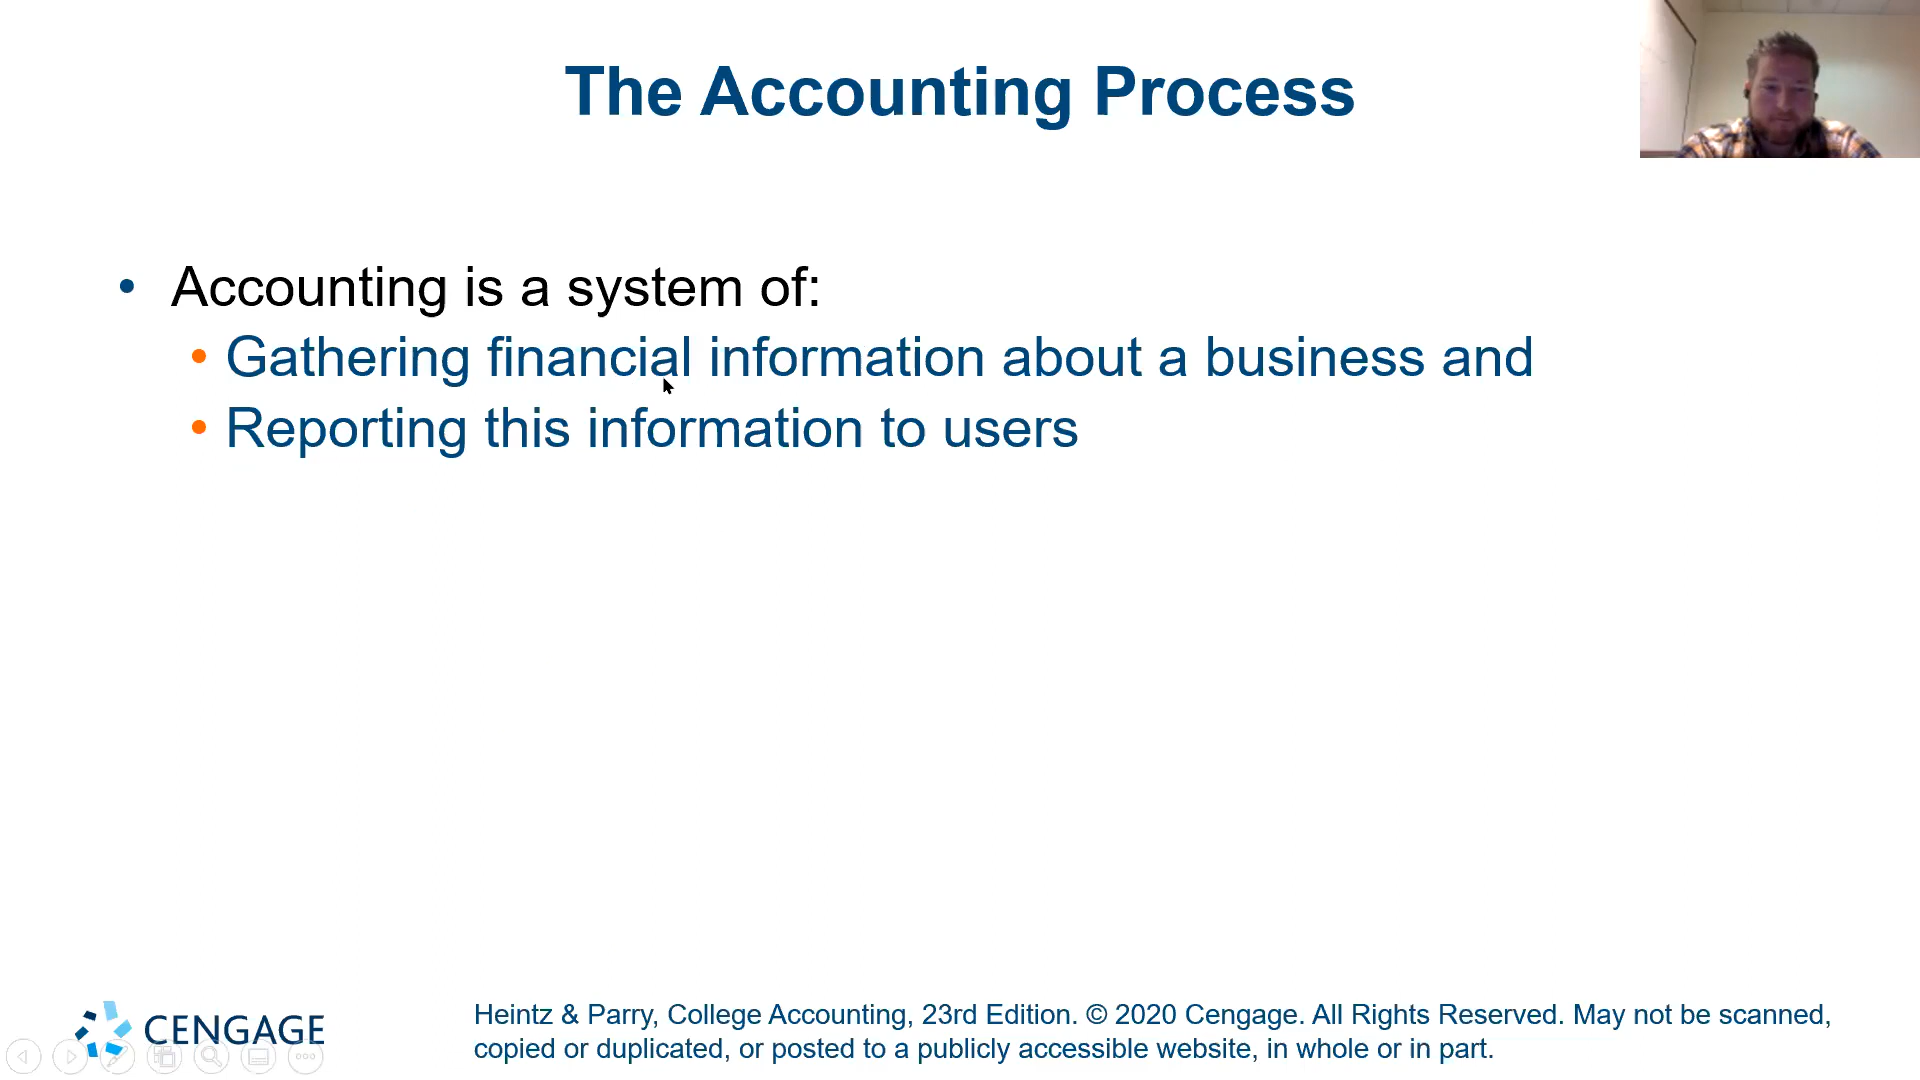 The Accounting Process
• Accounting is a system of:
• Gathering financial information about a business and
• Reporting this information to users
CENGAGE
Heintz & Parry, College Accounting, 23rd Edition. © 2020 Cengage. All Rights Reserved. May not be scanned,
copied or duplicated, or posted to a publicly accessible website, in whole or in part.